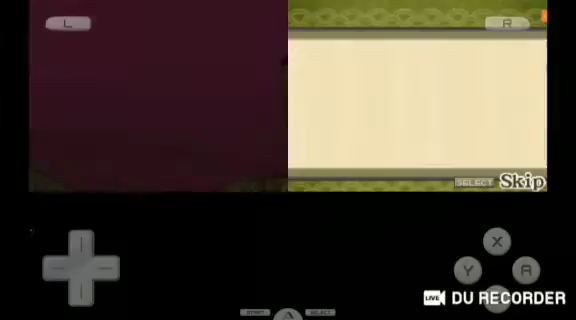 L
R
SELECT Skip
X
Y
A
LIVE DU RECORDER
START
SELECT